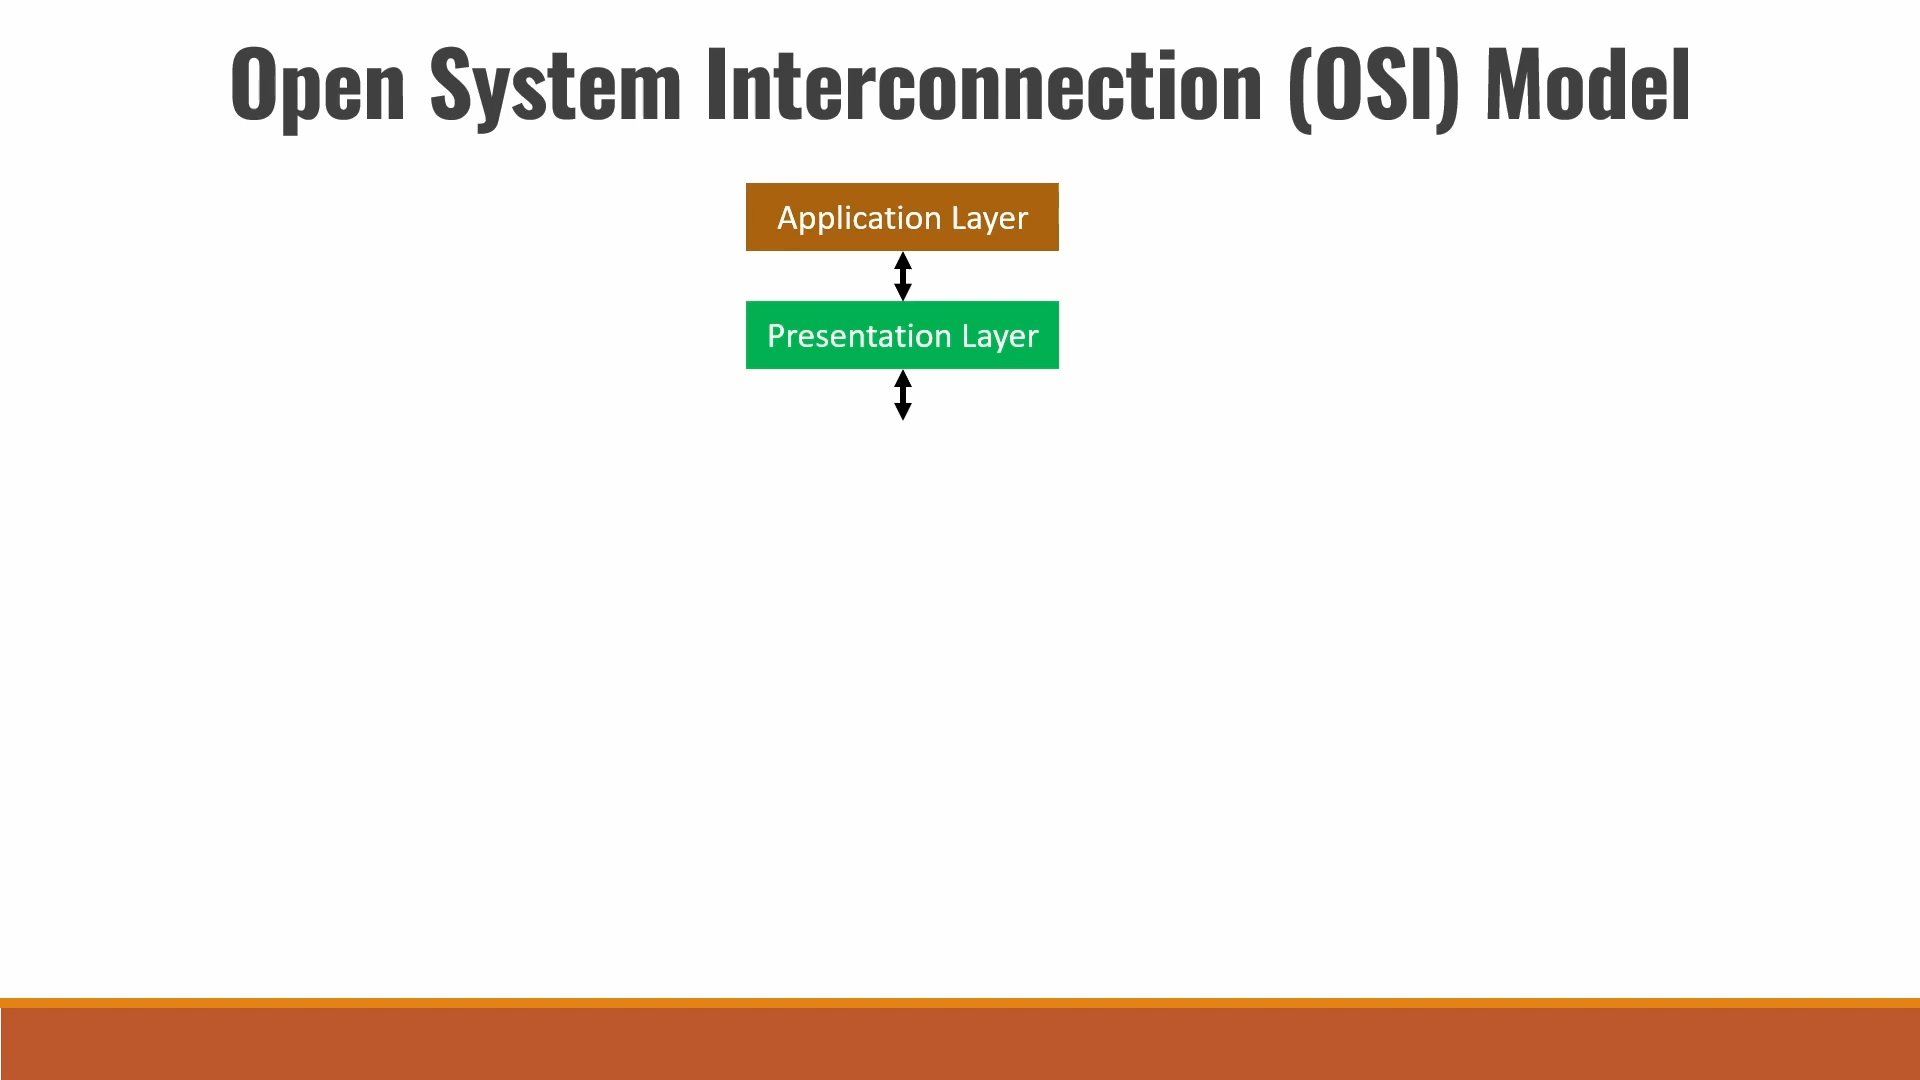 Open System Interconnection (OSI) Model
Application Layer
Presentation Layer